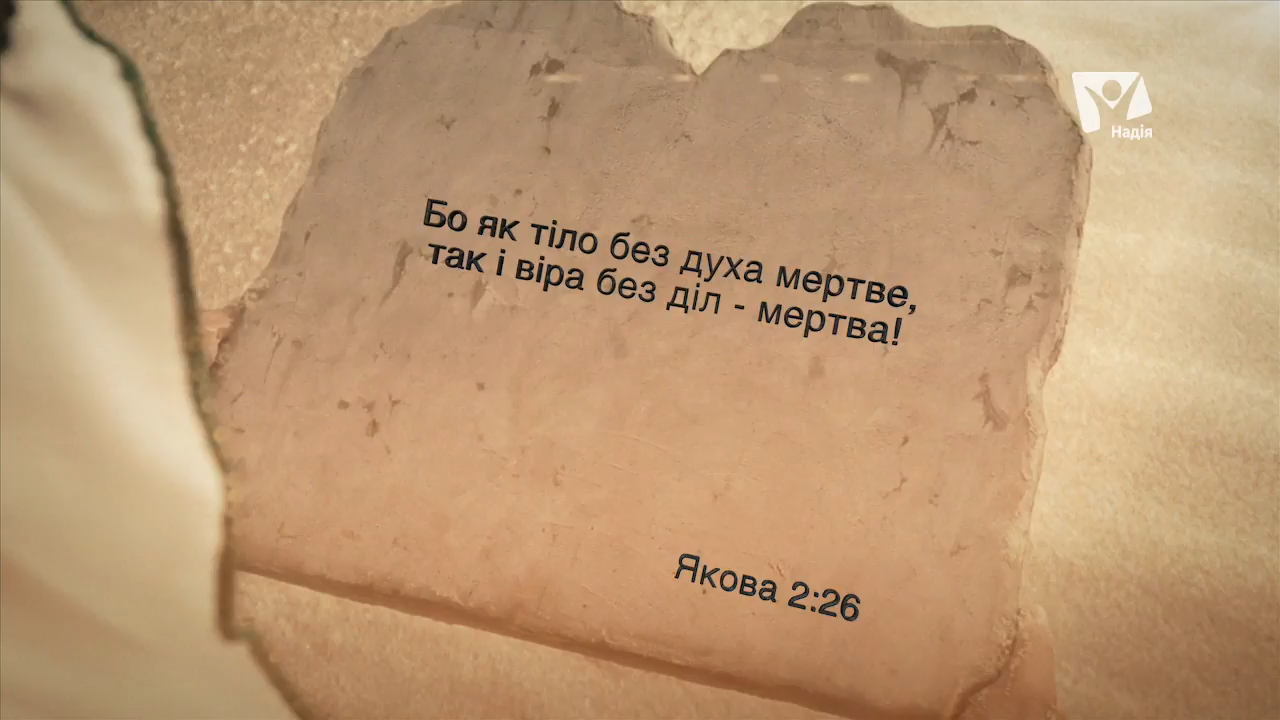 Надія
Бо як тіло без духа мертве,
так і віра без діл - мертва!
Якова 2:26